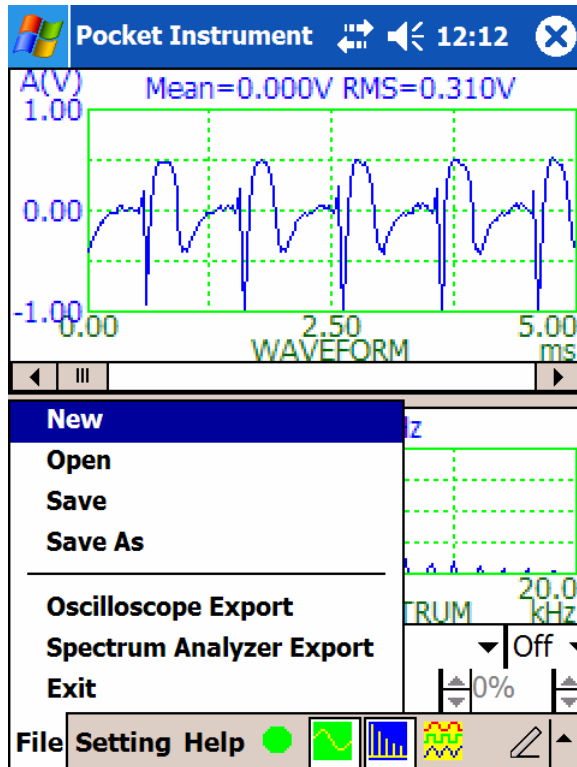 Pocket Instrument 12:12
A(V) Mean=0.000V RMS=0.310V
1.00
0.00
-1.00
0.00 2.50 5.00
WAVEFORM ms
New
Open
Save
Save As
Oscilloscope Export
Spectrum Analyzer Export
Exit
20.0
kHz
Off
0%
File Setting Help